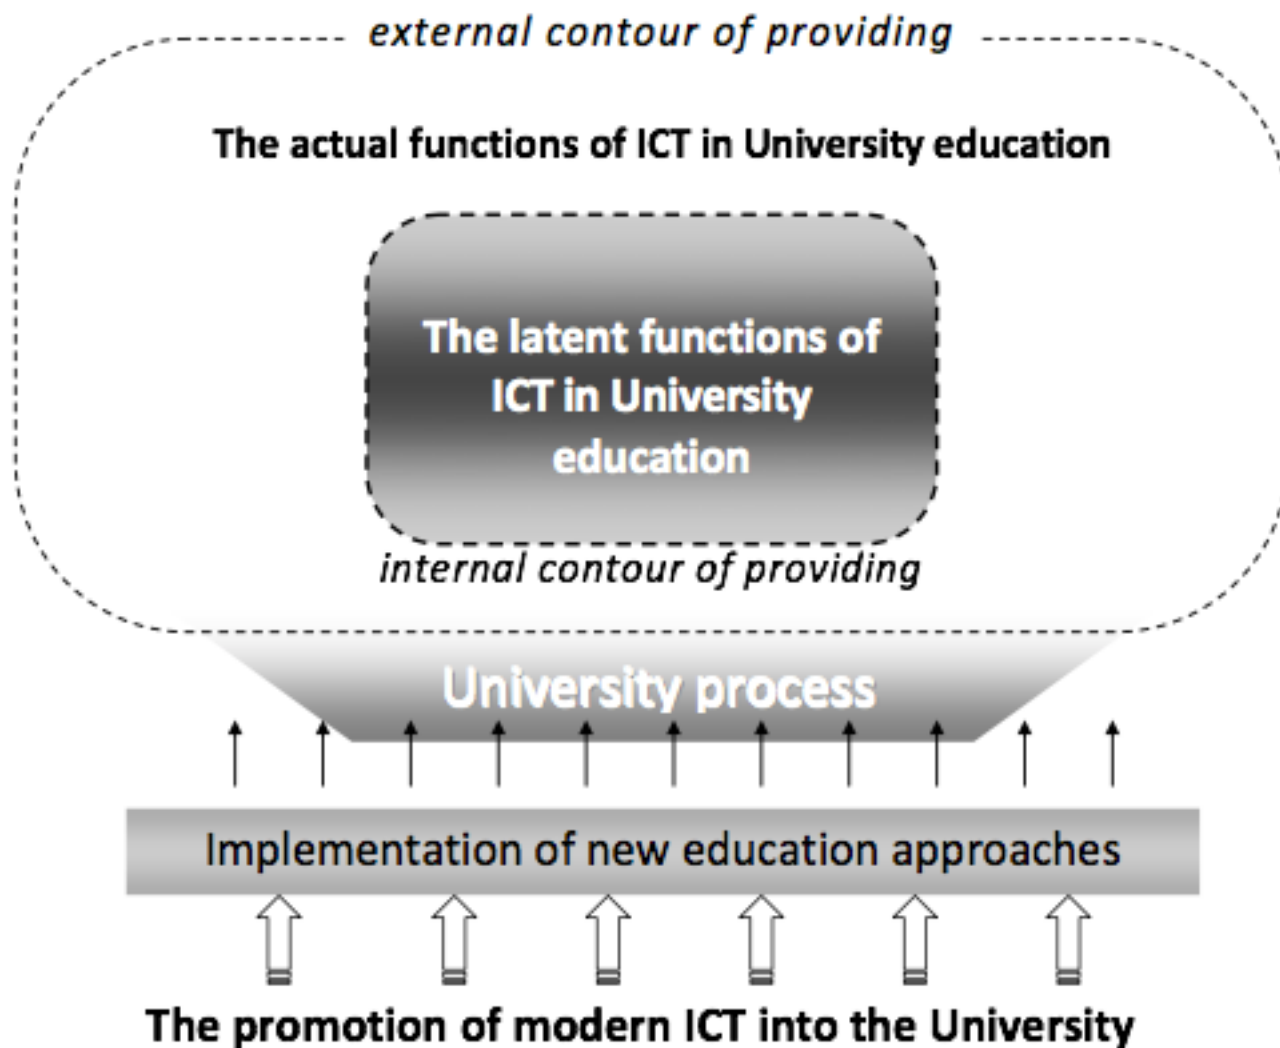 external contour of providing
The actual functions of ICT in University education
The latent functions of
ICT in University
education
internal contour of providing
University process
Implementation of new education approaches
The promotion of modern ICT into the University